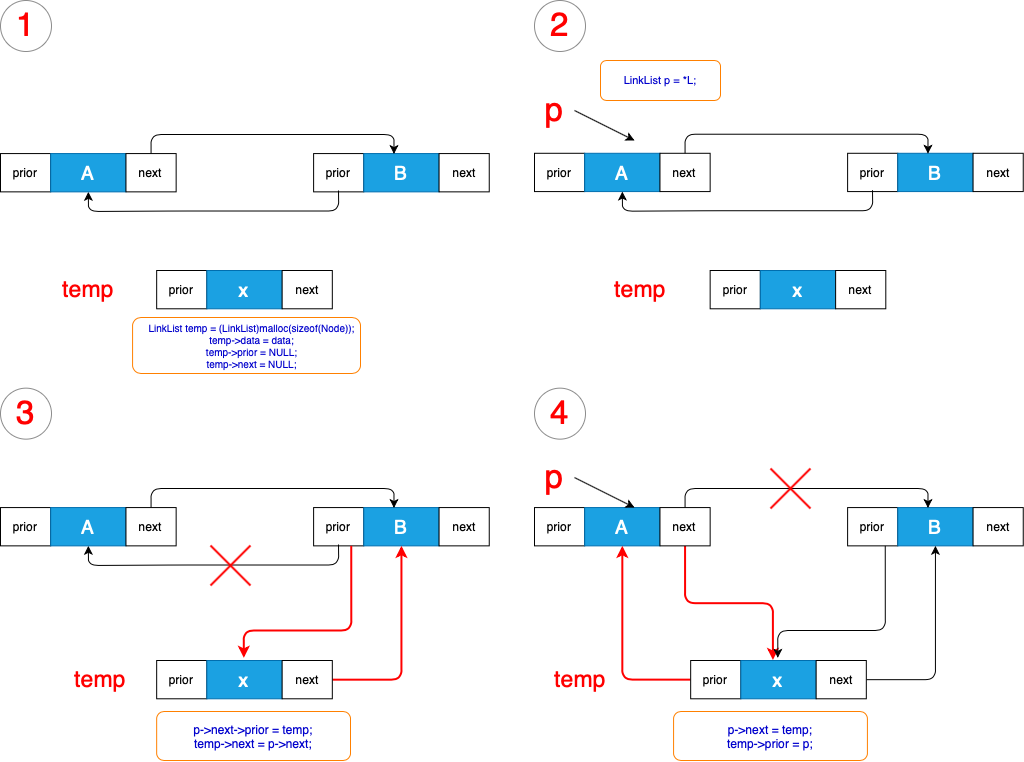 1
prior A next
prior B next
temp
prior x next
LinkList temp = (LinkList)malloc(sizeof(Node));
temp->data = data;
temp->prior = NULL;
temp->next = NULL;
2
LinkList p = *L;
p
prior A next
prior B next
temp
prior x next
3
prior A next
prior B next
temp
prior x next
p->next->prior = temp;
temp->next = p->next;
4
p
prior A next
prior B next
temp
prior x next
p->next = temp;
temp->prior = p;